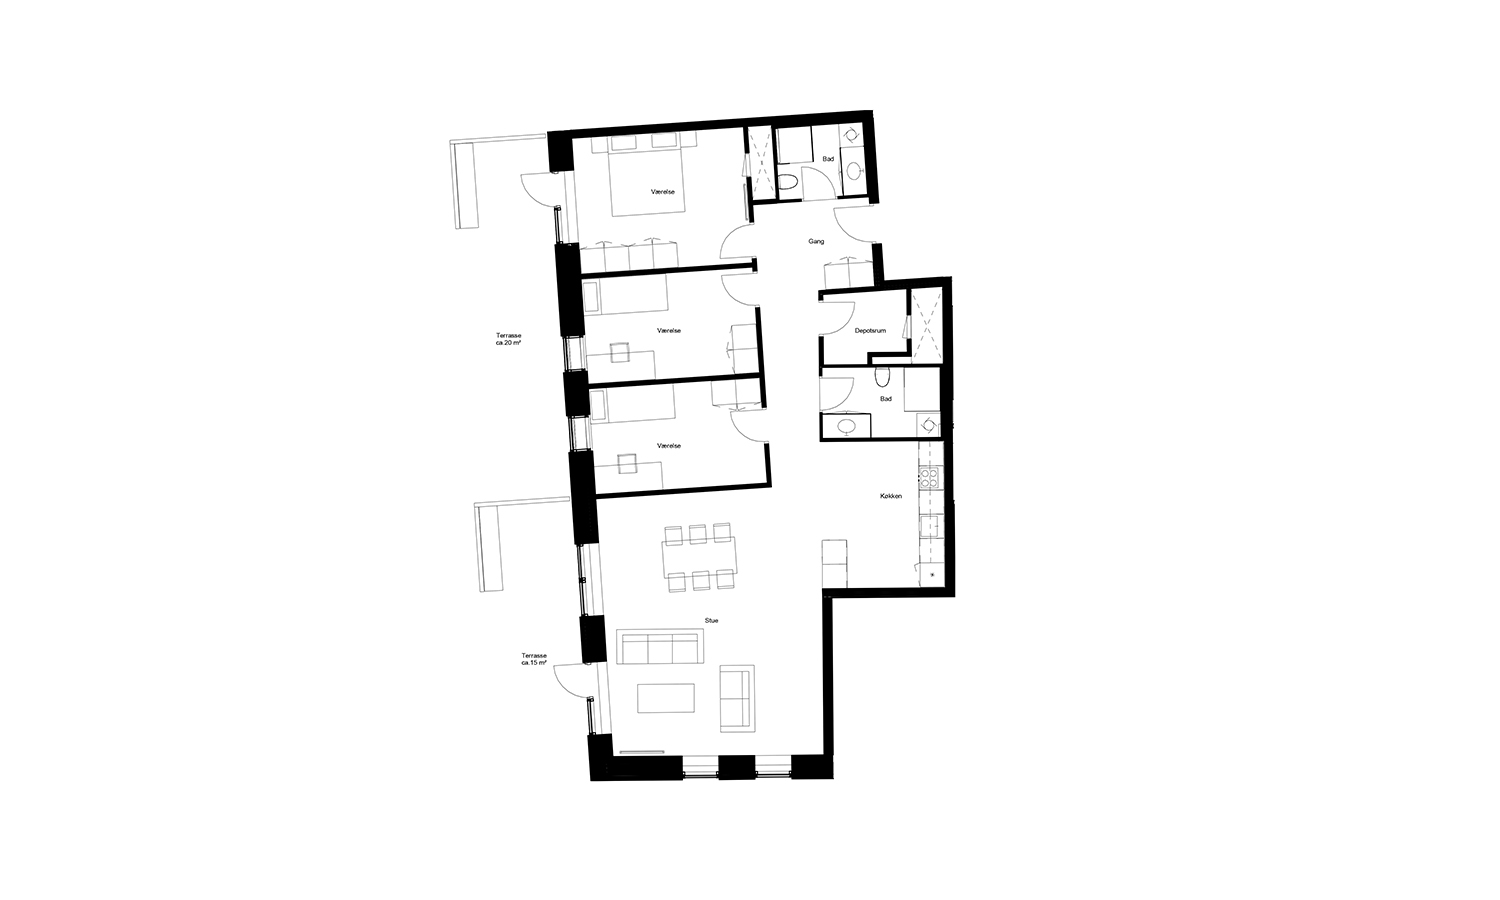 Bad
Værelse
Gang
Værelse
Depotsrum
Terrasse
ca.20 m²
Bad
Værelse
Køkken
Stue
Terrasse
ca.15 m²